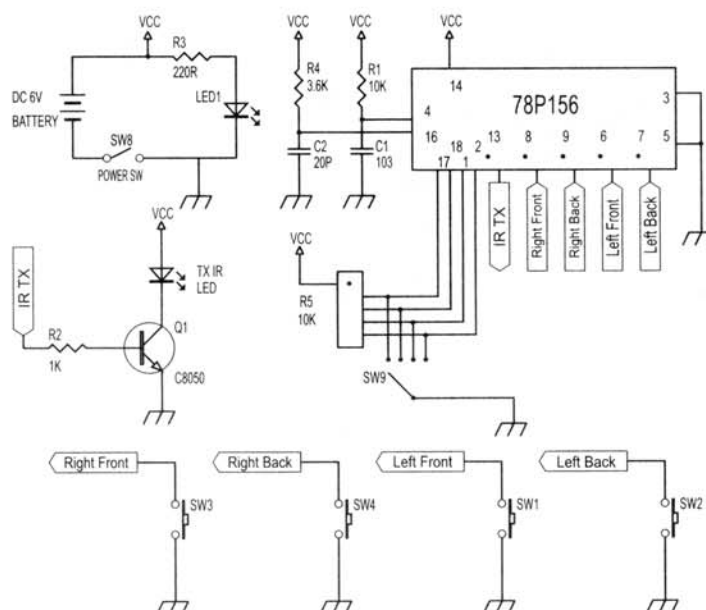 VCC
R3
220R
DC 6V
BATTERY
LED1
SW8
POWER SW
VCC
R4
3.6K
C2
20P
VCC
R1
10K
C1
103
VCC
14
78P156
4
16
3
5
18
2
13
8
9
6
7
17
1
IR TX
Right Front
Right Back
Left Front
Left Back
VCC
TX IR
LED
IR TX
R2
1K
Q1
C8050
VCC
R5
10K
SW9
Right Front
SW3
Right Back
SW4
Left Front
SW1
Left Back
SW2